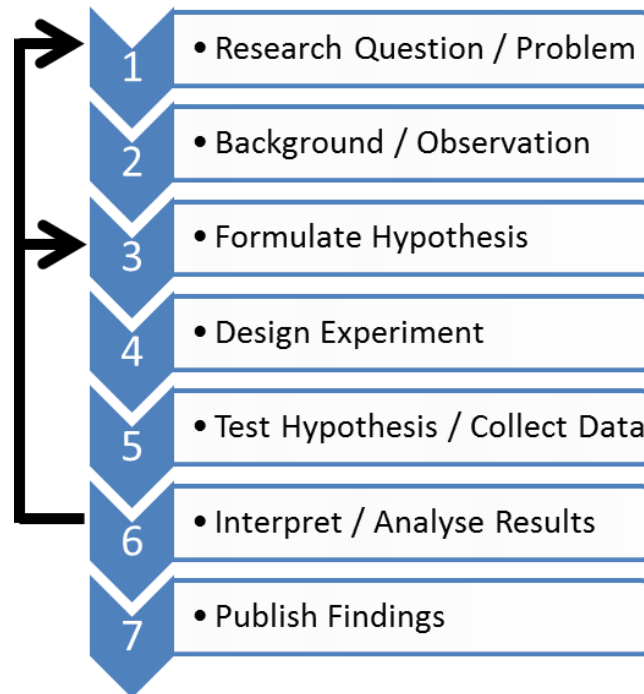 1 • Research Question / Problem
2 • Background / Observation
3 • Formulate Hypothesis
4 • Design Experiment
5 • Test Hypothesis / Collect Data
6 • Interpret / Analyse Results
7 • Publish Findings